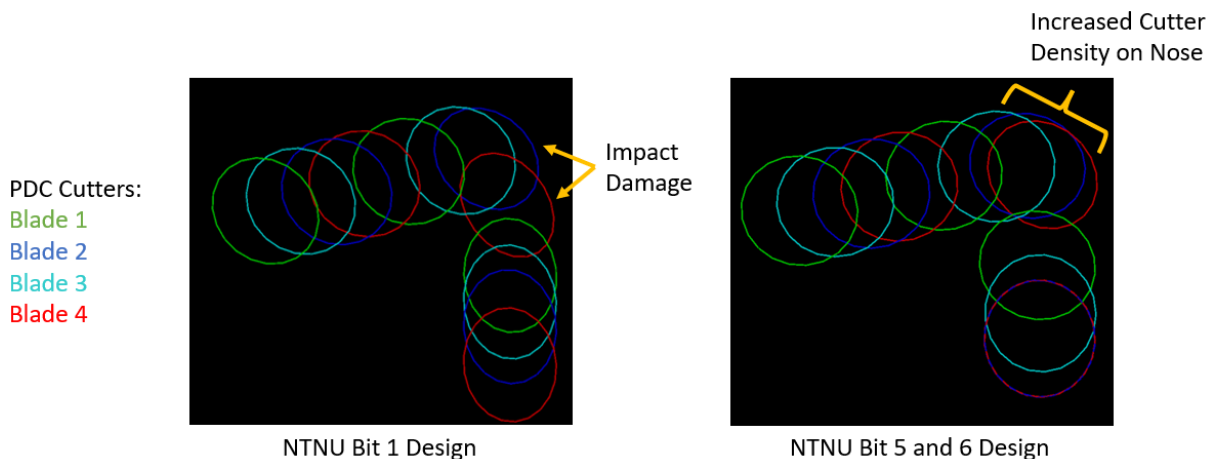 Increased Cutter
Density on Nose
Impact
Damage
PDC Cutters:
Blade 1
Blade 2
Blade 3
Blade 4
NTNU Bit 1 Design
NTNU Bit 5 and 6 Design